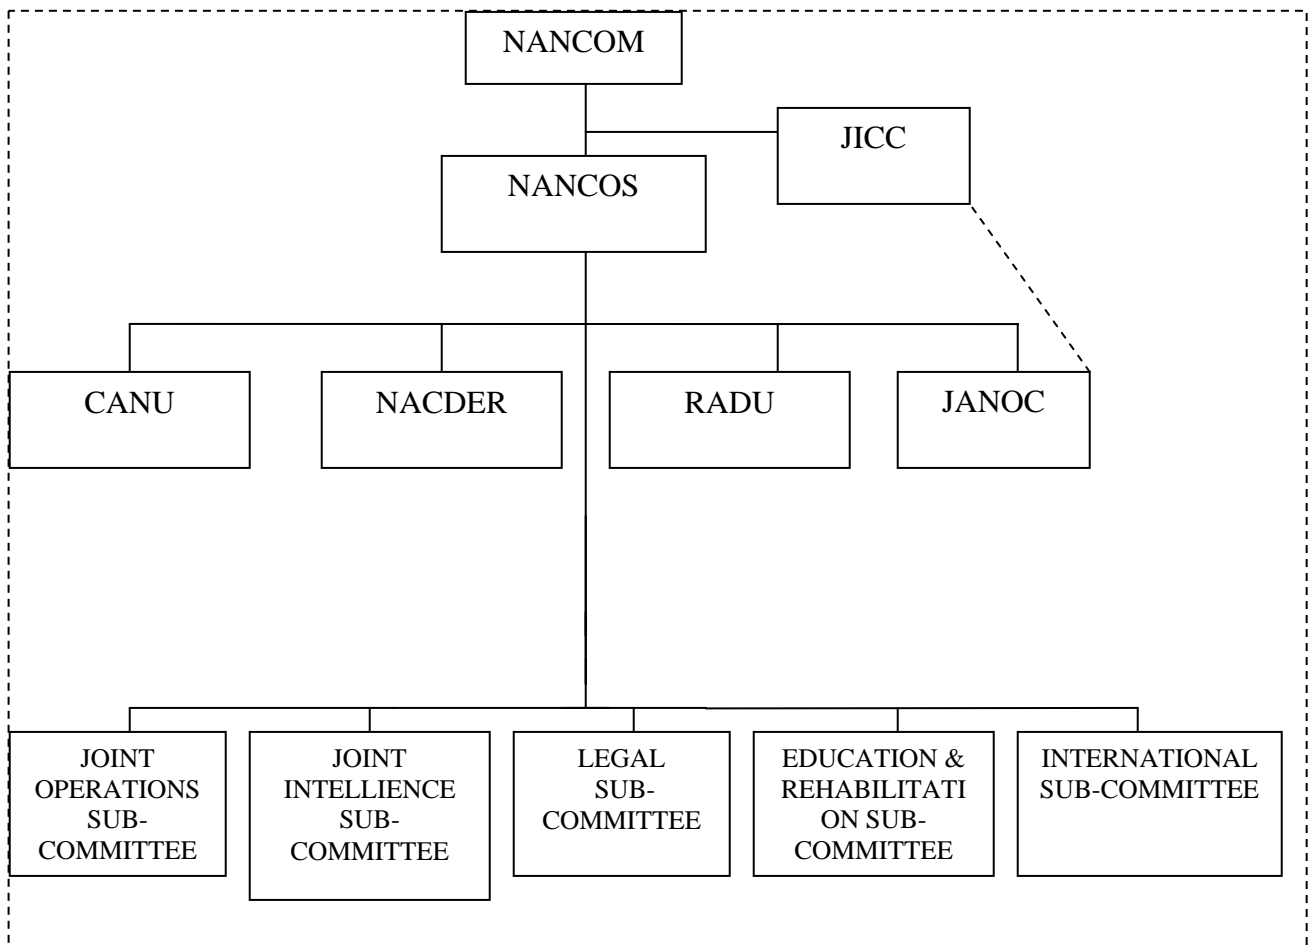 NANCOM
JICC
NANCOS
CANU
NACDER
RADU
JANOC
JOINT
OPERATIONS
SUB-
COMMITTEE
JOINT
INTELLIENCE
SUB-
COMMITTEE
LEGAL
SUB-
COMMITTEE
EDUCATION &
REHABILITATI
ON SUB-
COMMITTEE
INTERNATIONAL
SUB-COMMITTEE